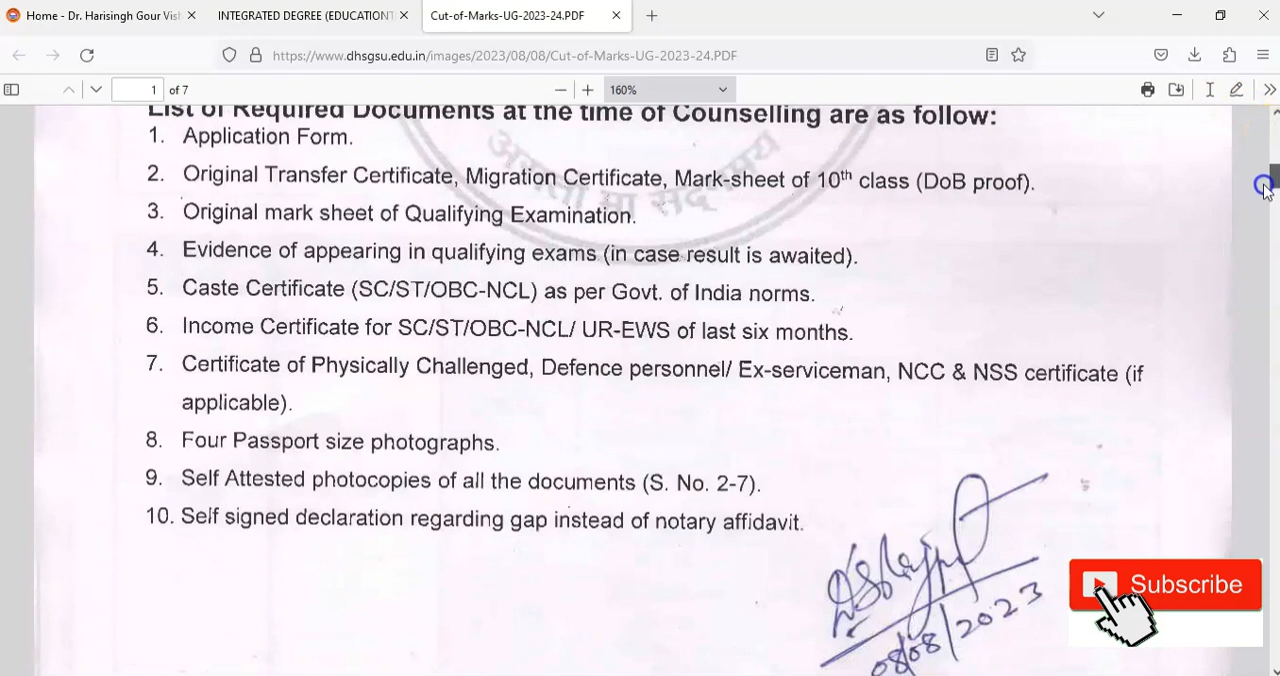 Home - Dr. Harisingh Gour Vish
INTEGRATED DEGREE (EDUCATION
Cut-of-Marks-UG-2023-24.PDF
https://www.dhsgsu.edu.in/images/2023/08/08/Cut-of-Marks-UG-2023-24.PDF
1 of 7
160%
List of Required Documents at the time of Counselling are as follow:
1. Application Form.
2. Original Transfer Certificate, Migration Certificate, Mark-sheet of 10th class (DoB proof).
3. Original mark sheet of Qualifying Examination.
4. Evidence of appearing in qualifying exams (in case result is awaited).
5. Caste Certificate (SC/ST/OBC-NCL) as per Govt. of India norms.
6. Income Certificate for SC/ST/OBC-NCL/ UR-EWS of last six months.
7. Certificate of Physically Challenged, Defence personnel/ Ex-serviceman, NCC & NSS certificate (if
applicable).
8. Four Passport size photographs.
9. Self Attested photocopies of all the documents (S. No. 2-7).
10. Self signed declaration regarding gap instead of notary affidavit.
08/08/2023
Subscribe